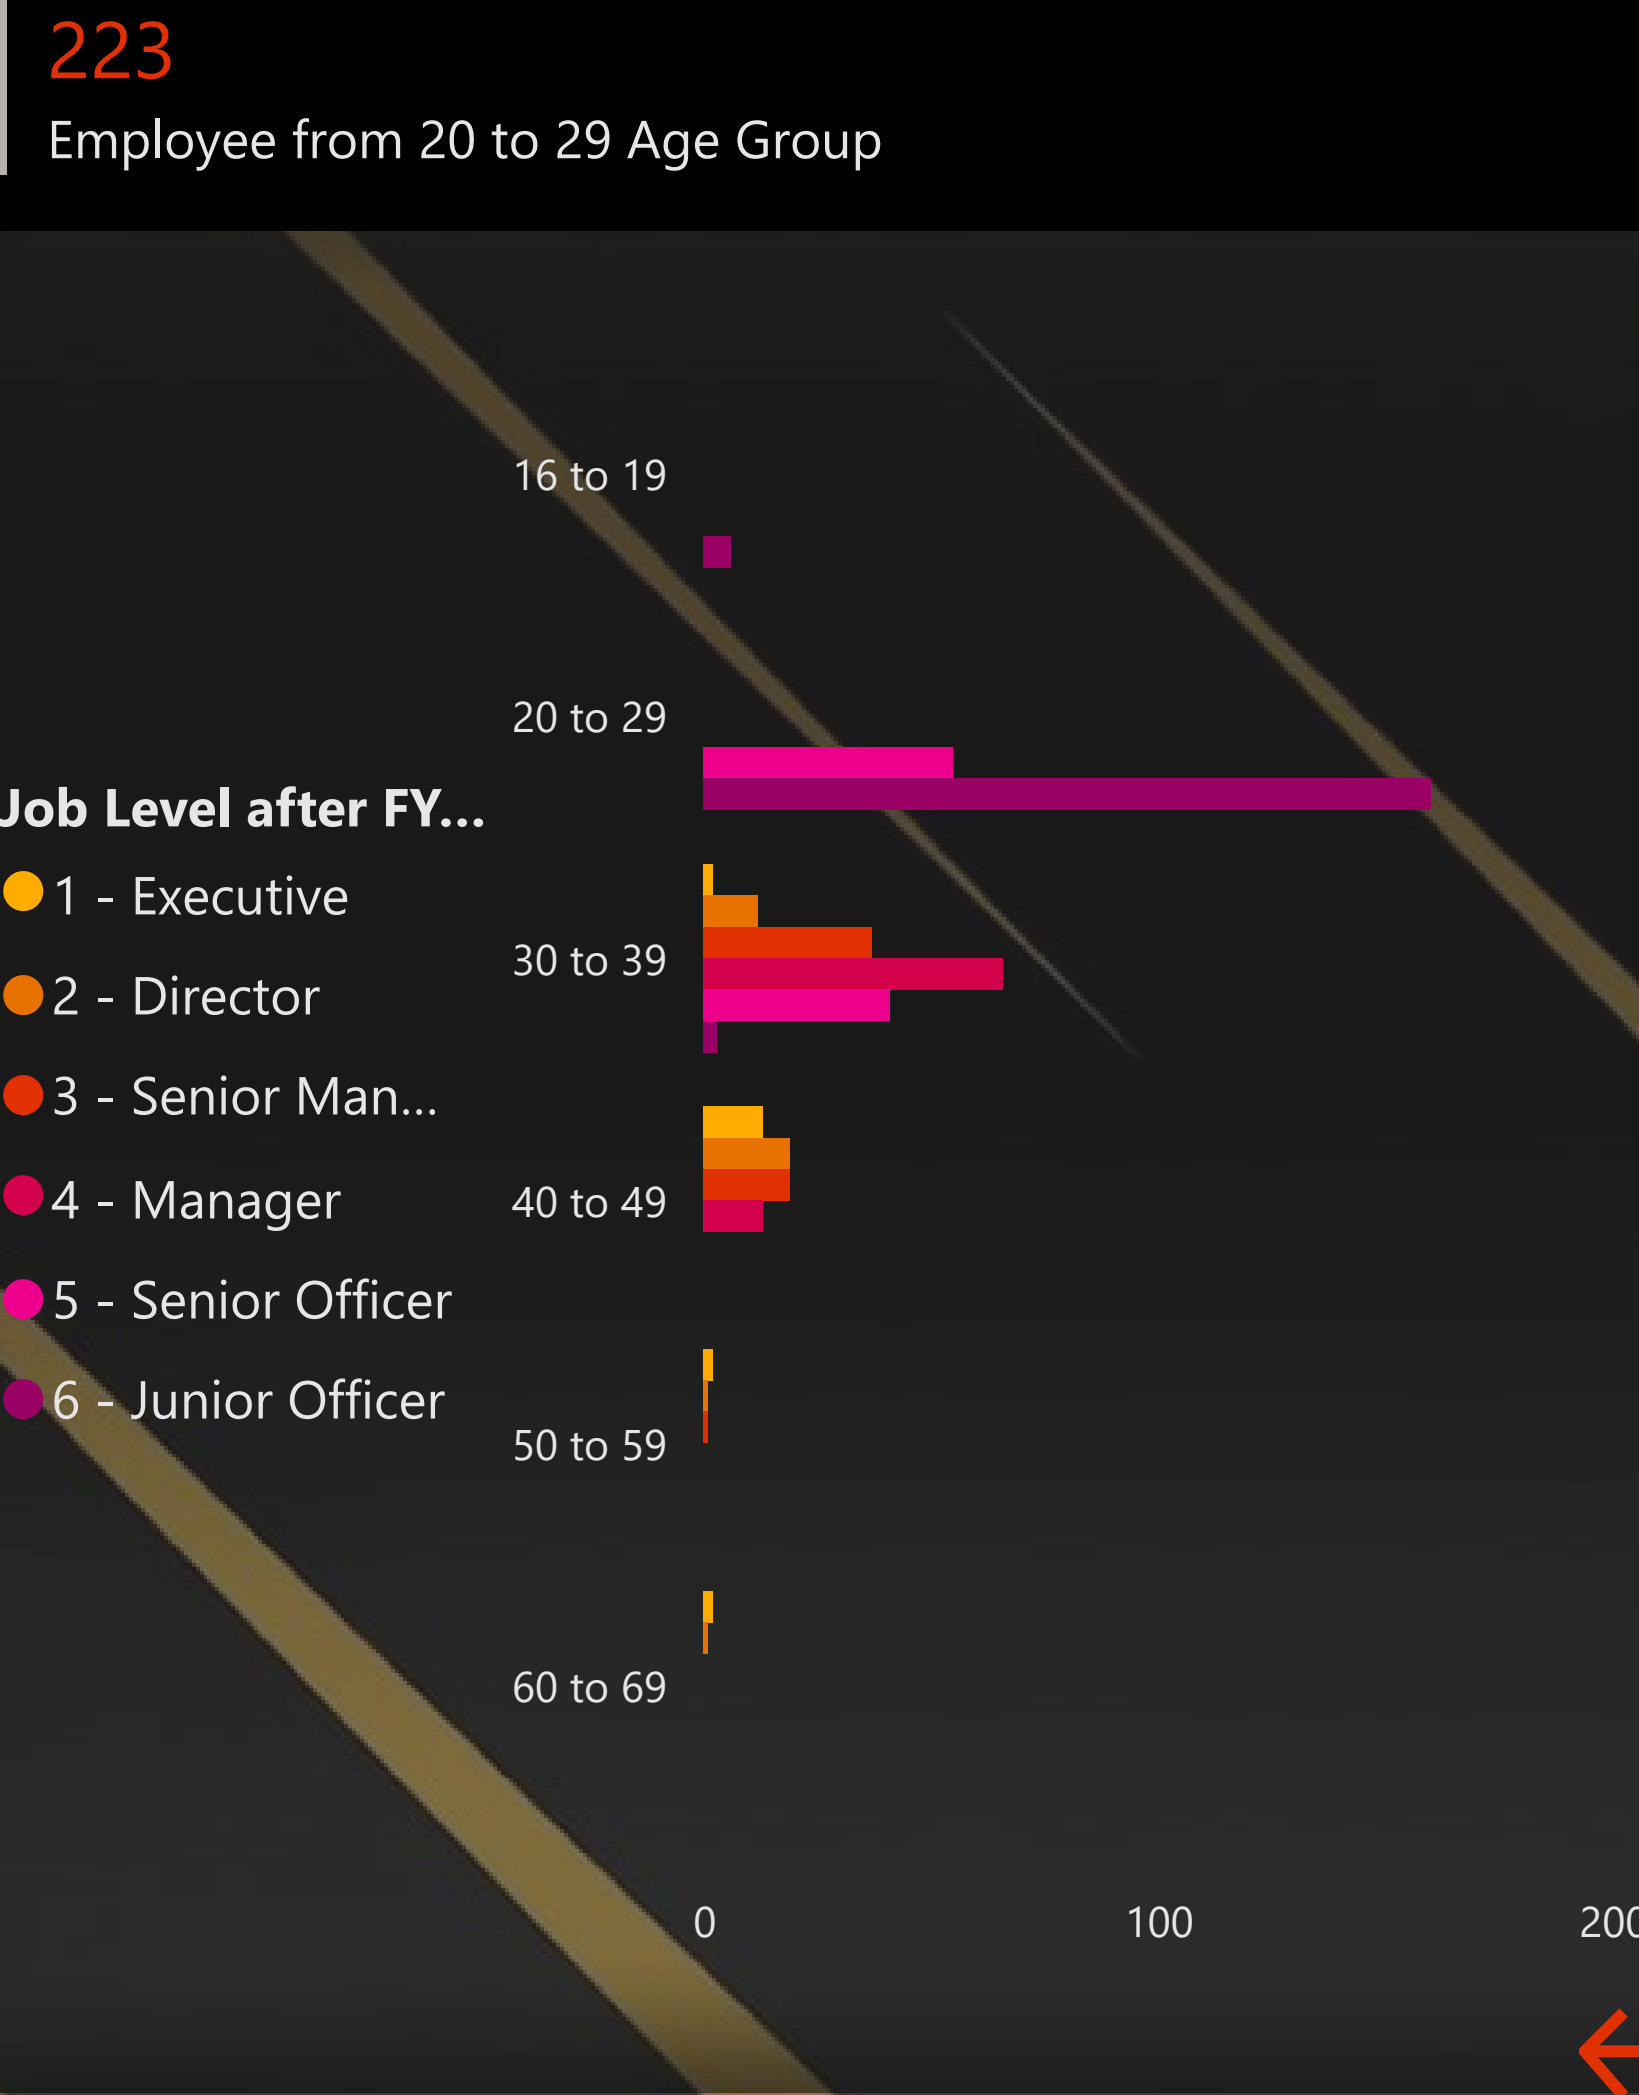 223
Employee from 20 to 29 Age Group
16 to 19
20 to 29
Job Level after FY...
1 - Executive
2 - Director
3 - Senior Man...
4 - Manager
5 - Senior Officer
6 - Junior Officer
30 to 39
40 to 49
50 to 59
60 to 69
0 100 200